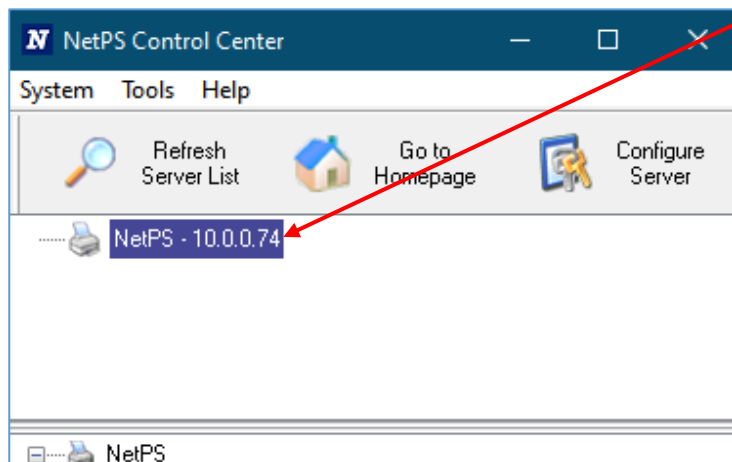 N NetPS Control Center
System Tools Help
Refresh
Server List
Go to
Homepage
Configure
Server
NetPS - 10.0.0.74
NetPS